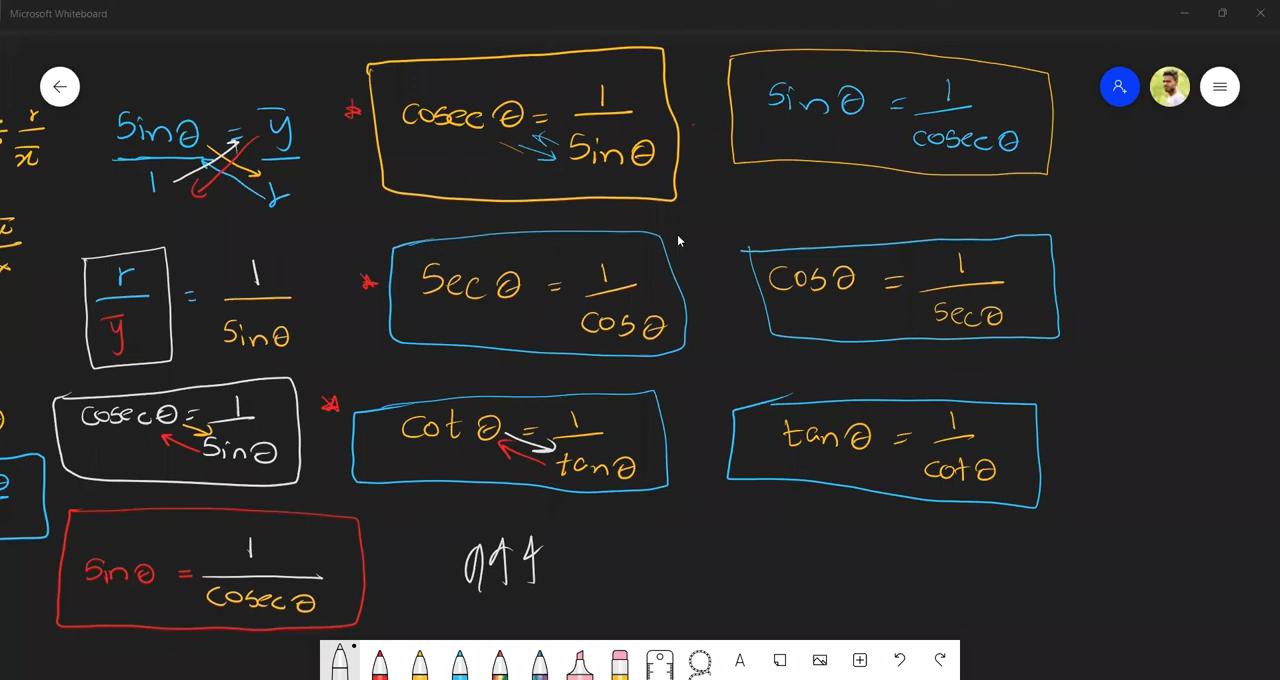 Microsoft Whiteboard
= r/x
sinθ/1 = y/r
cosecθ = 1/sinθ
sinθ = 1/cosecθ
r/y = 1/sinθ
secθ = 1/cosθ
cosθ = 1/secθ
cosecθ = 1/sinθ
cotθ = 1/tanθ
tanθ = 1/cotθ
sinθ = 1/cosecθ
A